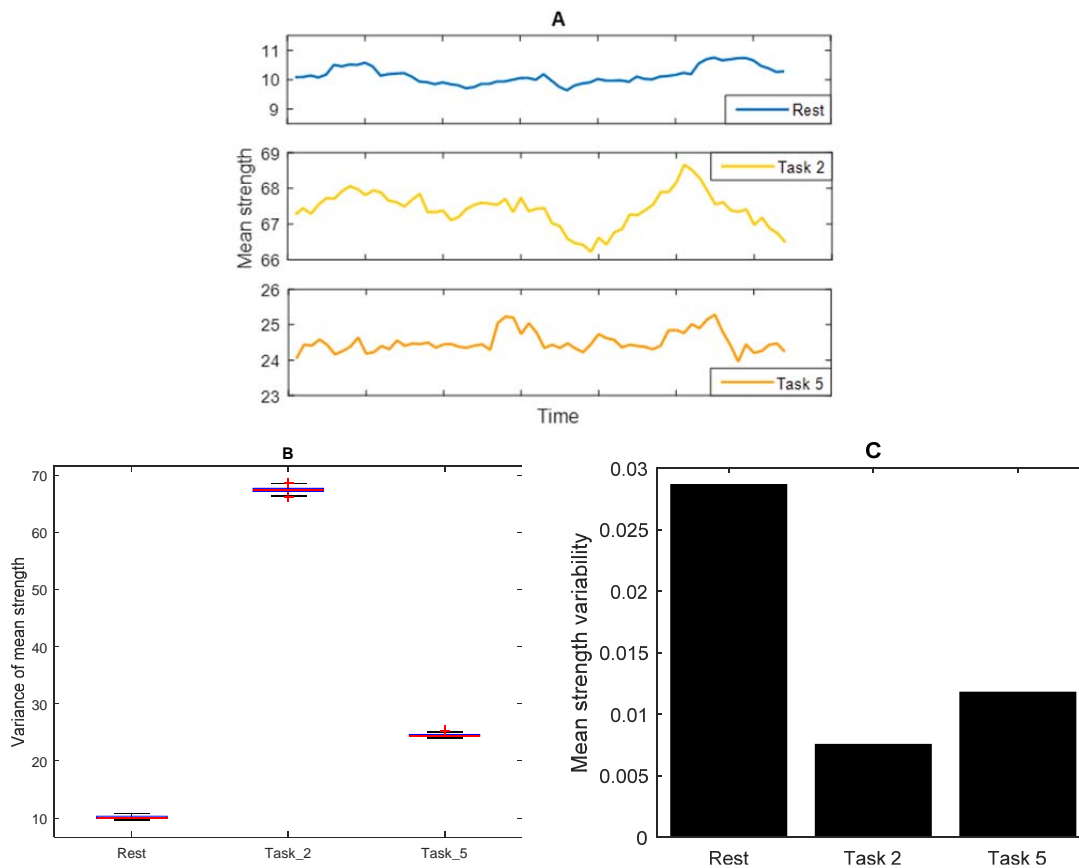 A
11
10
9
Rest
Mean strength
69
68
67
66
Task 2
26
25
24
23
Task 5
Time
B
Variance of mean strength
70
60
50
40
30
20
10
Rest Task_2 Task_5
C
Mean strength variability
0.03
0.025
0.02
0.015
0.01
0.005
0
Rest Task 2 Task 5